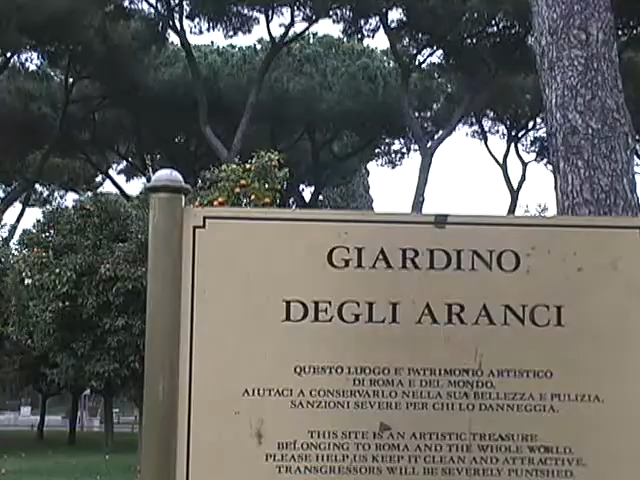 GIARDINO
DEGLI ARANCI
QUESTO LUOGO E' PATRIMONIO ARTISTICO
DI ROMA E DEL MONDO.
AIUTACI A CONSERVARLO NELLA SUA BELLEZZA E PULIZIA.
SANZIONI SEVERE PER CHI LO DANNEGGIA.
THIS SITE IS AN ARTISTIC TREASURE
BELONGING TO ROMA AND THE WHOLE WORLD.
PLEASE HELP US KEEP IT CLEAN AND ATTRACTIVE.
TRANSGRESSORS WILL BE SEVERELY PUNISHED.